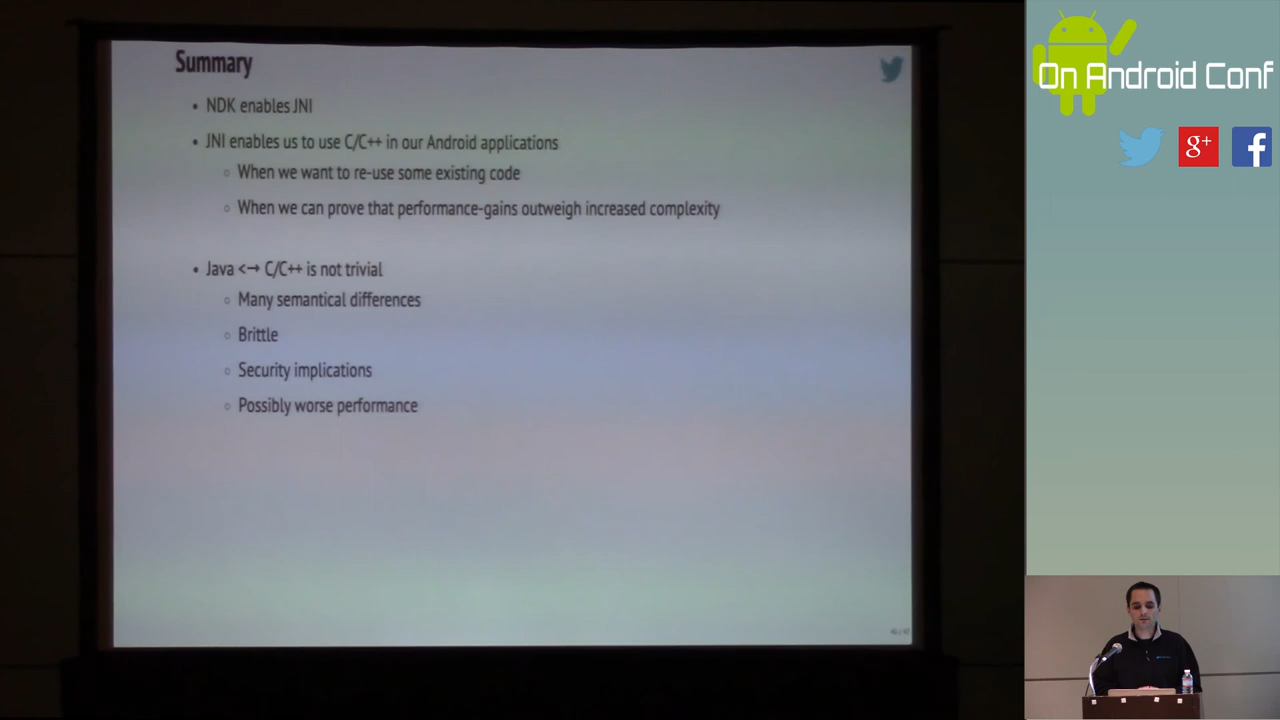 Summary
• NDK enables JNI
• JNI enables us to use C/C++ in our Android applications
◦ When we want to re-use some existing code
◦ When we can prove that performance-gains outweigh increased complexity
• Java <-> C/C++ is not trivial
◦ Many semantical differences
◦ Brittle
◦ Security implications
◦ Possibly worse performance
On Android Conf
g+
f